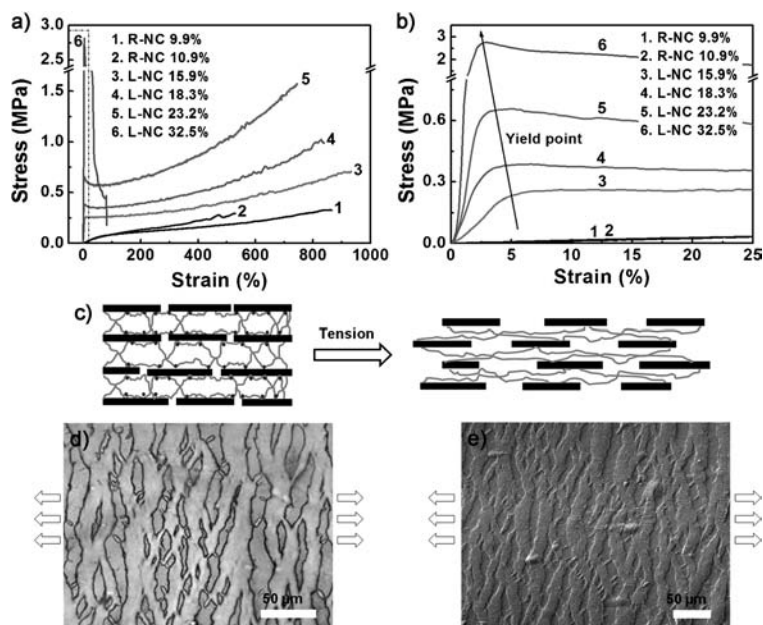 a)
3
2
1.5
1.0
0.5
0.0
Stress (MPa)
6
1. R-NC 9.9%
2. R-NC 10.9%
3. L-NC 15.9%
4. L-NC 18.3%
5. L-NC 23.2%
6. L-NC 32.5%
5
4
3
2
1
0 200 400 600 800 1000
Strain (%)
b)
3
2
1
0.6
0.3
0.0
Stress (MPa)
1. R-NC 9.9%
2. R-NC 10.9%
3. L-NC 15.9%
4. L-NC 18.3%
5. L-NC 23.2%
6. L-NC 32.5%
6
5
Yield point
4
3
1 2
0 5 10 15 20 25
Strain (%)
c)
Tension
d)
50 μm
e)
50 μm